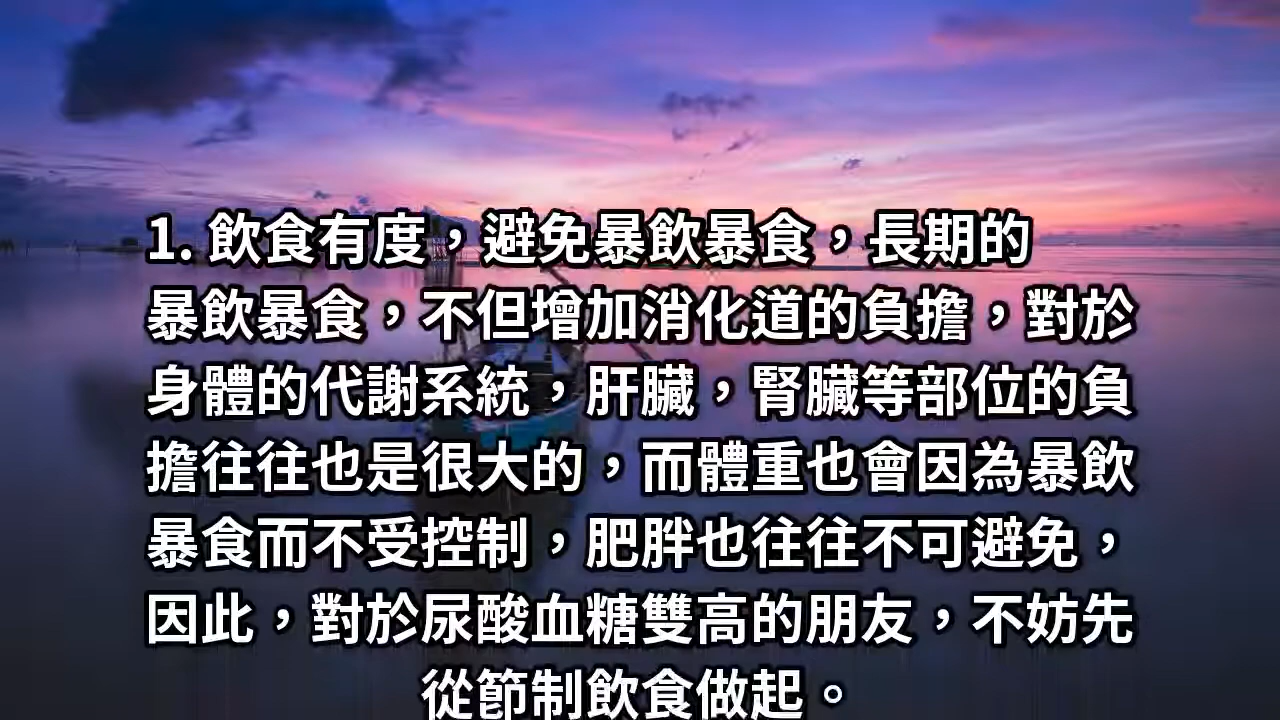 1. 飲食有度，避免暴飲暴食，長期的
暴飲暴食，不但增加消化道的負擔，對於
身體的代謝系統，肝臟，腎臟等部位的負
擔往往也是很大的，而體重也會因為暴飲
暴食而不受控制，肥胖也往往不可避免，
因此，對於尿酸血糖雙高的朋友，不妨先
從節制飲食做起。